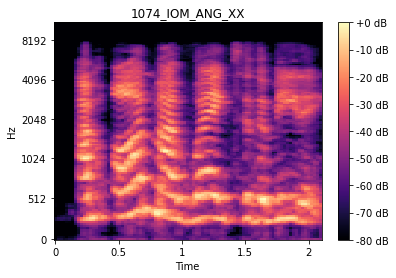 1074_IOM_ANG_XX
8192
4096
2048
1024
512
0
Hz
0
0.5
1
1.5
2
Time
+0 dB
-10 dB
-20 dB
-30 dB
-40 dB
-50 dB
-60 dB
-70 dB
-80 dB